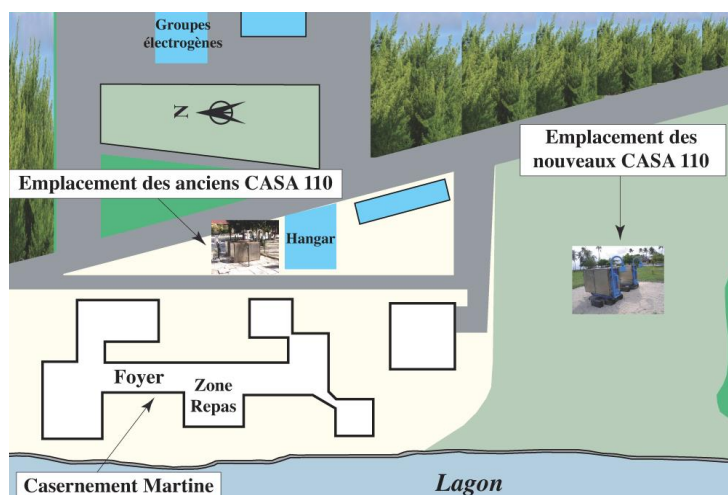 Groupes
électrogènes
N
Emplacement des
nouveaux CASA 110
Emplacement des anciens CASA 110
Hangar
Foyer
Zone
Repas
Casernement Martine
Lagon